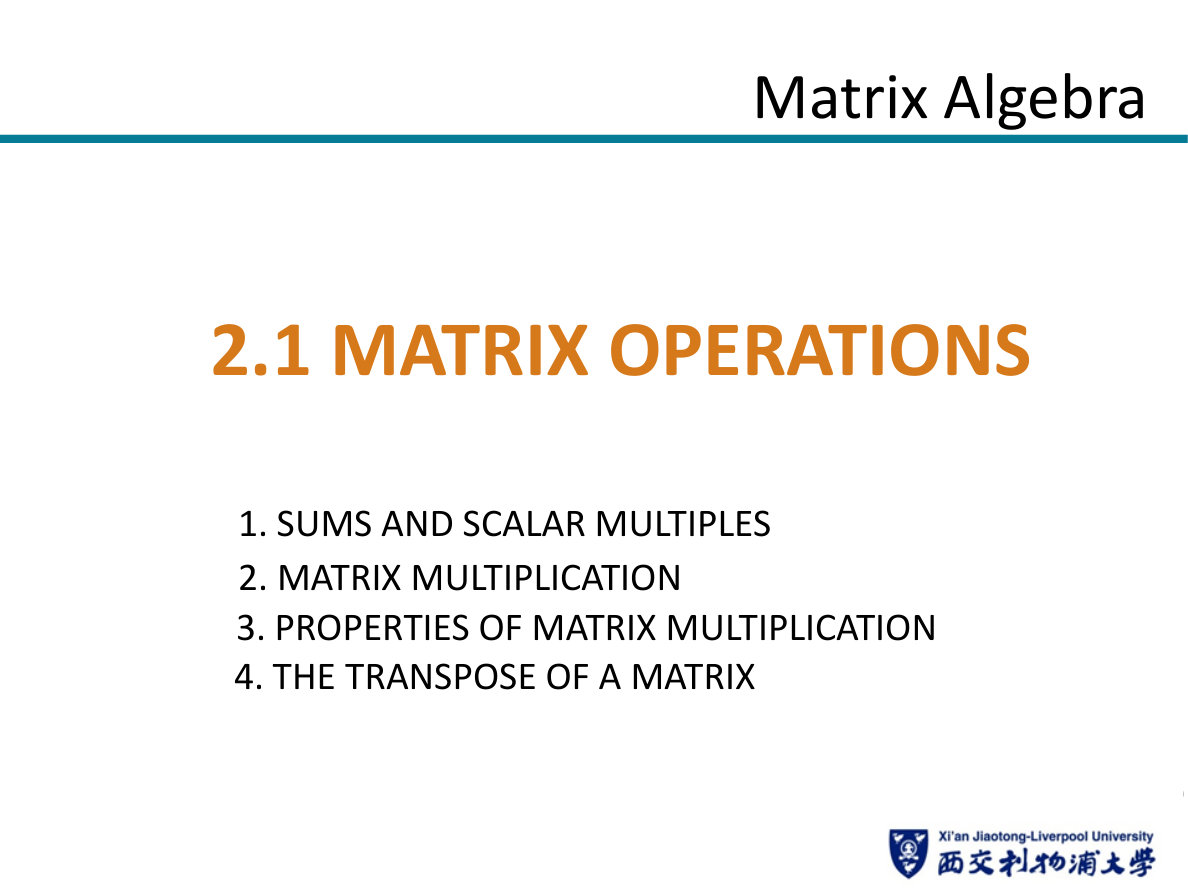 Matrix Algebra
2.1 MATRIX OPERATIONS
1. SUMS AND SCALAR MULTIPLES
2. MATRIX MULTIPLICATION
3. PROPERTIES OF MATRIX MULTIPLICATION
4. THE TRANSPOSE OF A MATRIX
Xi'an Jiaotong-Liverpool University
西交利物浦大學